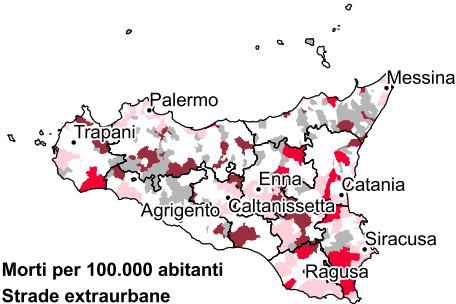 Messina
Palermo
Trapani
Enna
Catania
Caltanissetta
Agrigento
Siracusa
Morti per 100.000 abitanti
Ragusa
Strade extraurbane